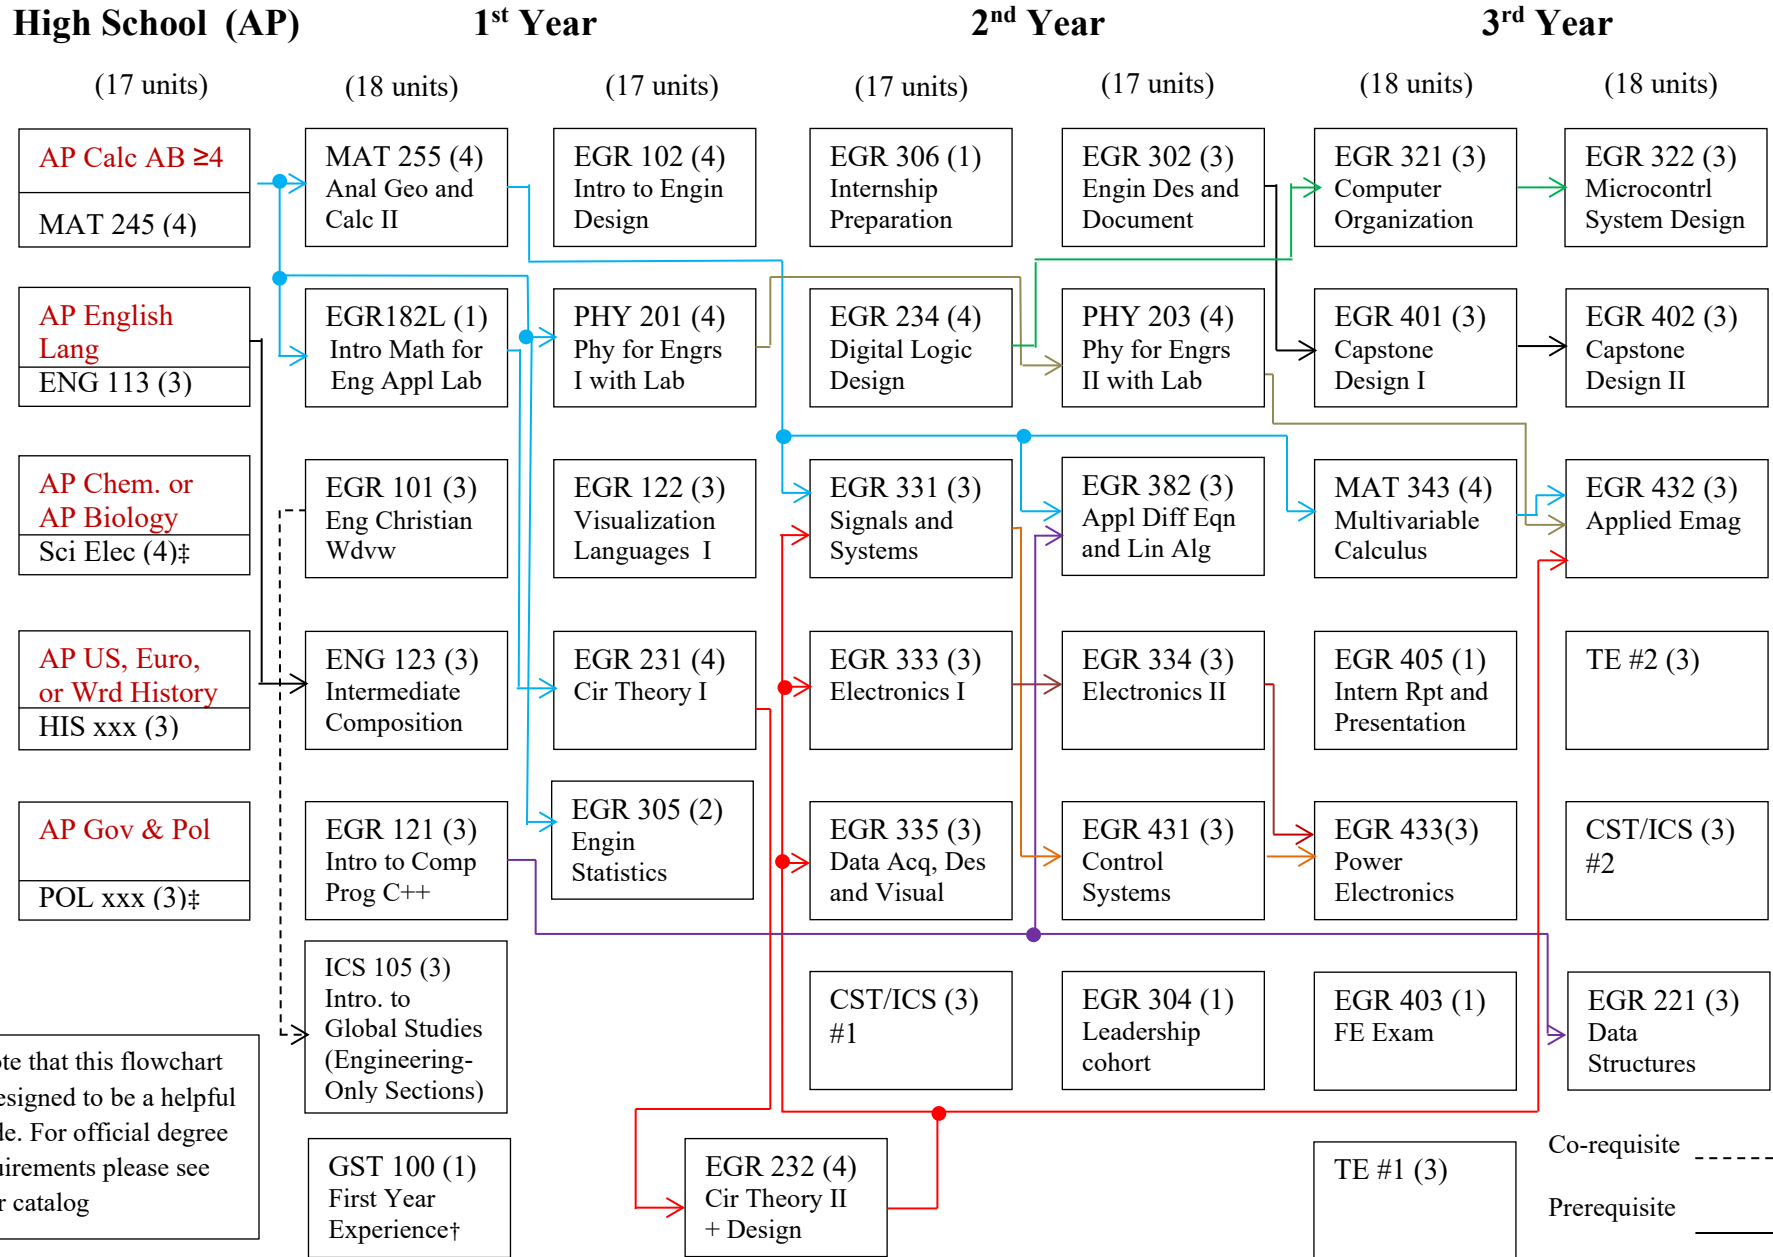 High School (AP)
1st Year
2nd Year
3rd Year
(17 units)
(18 units)
(17 units)
(17 units)
(17 units)
(18 units)
(18 units)
AP Calc AB ≥4
MAT 245 (4)
MAT 255 (4)
Anal Geo and
Calc II
EGR 102 (4)
Intro to Engin
Design
EGR 306 (1)
Internship
Preparation
EGR 302 (3)
Engin Des and
Document
EGR 321 (3)
Computer
Organization
EGR 322 (3)
Microcontrl
System Design
AP English
Lang
ENG 113 (3)
EGR182L (1)
Intro Math for
Eng Appl Lab
PHY 201 (4)
Phy for Engrs
I with Lab
EGR 234 (4)
Digital Logic
Design
PHY 203 (4)
Phy for Engrs
II with Lab
EGR 401 (3)
Capstone
Design I
EGR 402 (3)
Capstone
Design II
AP Chem. or
AP Biology
Sci Elec (4)‡
EGR 101 (3)
Eng Christian
Wdvw
EGR 122 (3)
Visualization
Languages I
EGR 331 (3)
Signals and
Systems
EGR 382 (3)
Appl Diff Eqn
and Lin Alg
MAT 343 (4)
Multivariable
Calculus
EGR 432 (3)
Applied Emag
AP US, Euro,
or Wrd History
HIS xxx (3)
ENG 123 (3)
Intermediate
Composition
EGR 231 (4)
Cir Theory I
EGR 333 (3)
Electronics I
EGR 334 (3)
Electronics II
EGR 405 (1)
Intern Rpt and
Presentation
TE #2 (3)
AP Gov & Pol
POL xxx (3)‡
EGR 121 (3)
Intro to Comp
Prog C++
EGR 305 (2)
Engin
Statistics
EGR 335 (3)
Data Acq, Des
and Visual
EGR 431 (3)
Control
Systems
EGR 433(3)
Power
Electronics
CST/ICS (3)
#2
ICS 105 (3)
Intro. to
Global Studies
(Engineering-
Only Sections)
CST/ICS (3)
#1
EGR 304 (1)
Leadership
cohort
EGR 403 (1)
FE Exam
EGR 221 (3)
Data
Structures
that this flowchart
to be a helpful
For official degree
please see
catalog
GST 100 (1)
First Year
Experience†
EGR 232 (4)
Cir Theory II
+ Design
TE #1 (3)
Co-requisite
Prerequisite